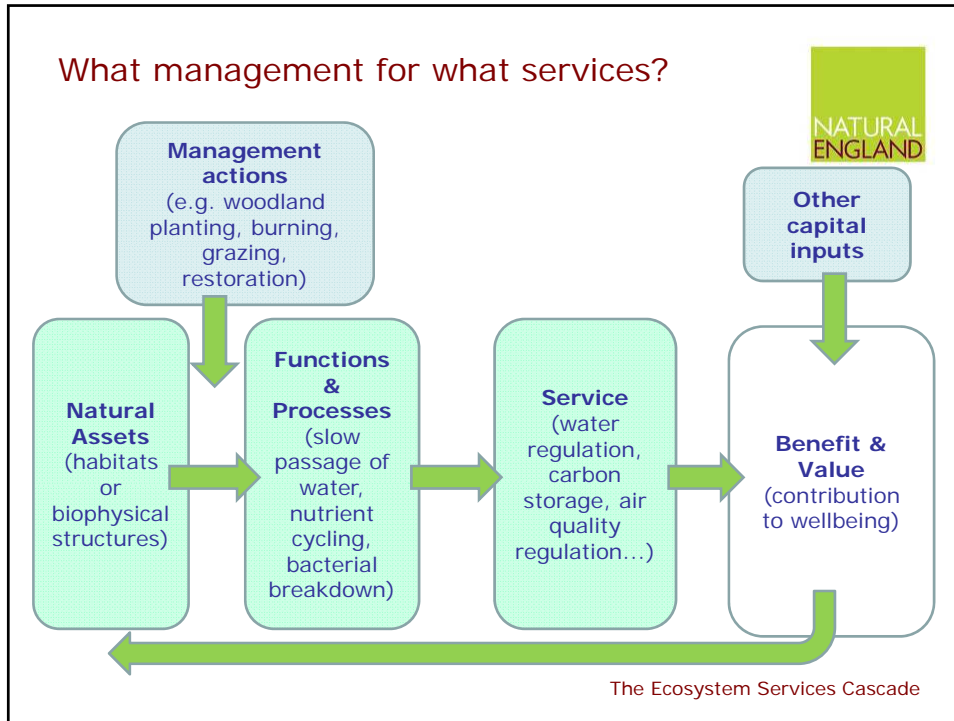 What management for what services?
NATURAL
ENGLAND
Management
actions
(e.g. woodland
planting, burning,
grazing,
restoration)
Other
capital
inputs
Natural
Assets
(habitats
or
biophysical
structures)
Functions
&
Processes
(slow
passage of
water,
nutrient
cycling,
bacterial
breakdown)
Service
(water
regulation,
carbon
storage, air
quality
regulation...)
Benefit &
Value
(contribution
to wellbeing)
The Ecosystem Services Cascade